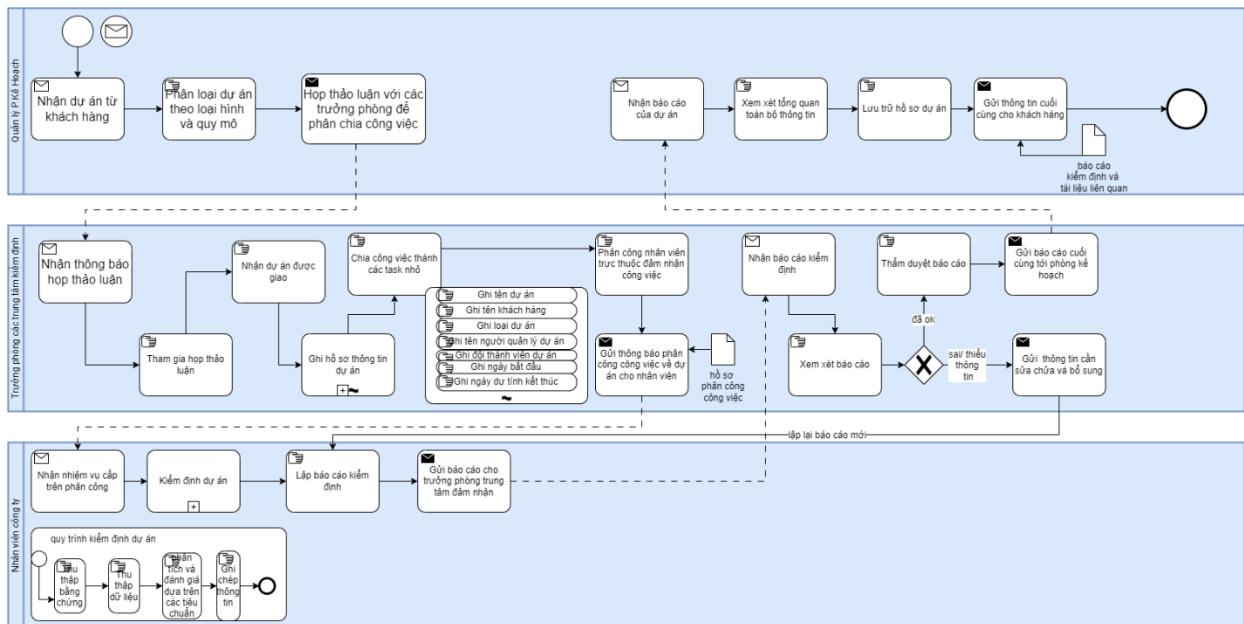 Quản lý P.Kế Hoạch
Nhận dự án từ
khách hàng
Phân loại dự án
theo loại hình
và quy mô
Họp thảo luận với các
trưởng phòng để
phân chia công việc
Nhận báo cáo
của dự án
Xem xét tổng quan
toàn bộ thông tin
Lưu trữ hồ sơ dự án
Gửi thông tin cuối
cùng cho khách hàng
báo cáo
kiểm định và
tài liệu liên quan
Trưởng phòng các trung tâm kiểm định
Nhận thông báo
họp thảo luận
Tham gia họp thảo
luận
Nhận dự án được
giao
Ghi hồ sơ thông tin
dự án
Chia công việc thành
các task nhỏ
Ghi tên dự án
Ghi tên khách hàng
Ghi loại dự án
Ghi tên người quản lý dự án
Ghi đội thành viên dự án
Ghi ngày bắt đầu
Ghi ngày dự tính kết thúc
Phân công nhân viên
trực thuộc đảm nhận
công việc
Gửi thông báo phân
công công việc về dự
án cho nhân viên
hồ sơ
phân công
công việc
Nhận báo cáo kiểm
định
Xem xét báo cáo
đã ok
sai/ thiếu
thông
tin
Thẩm duyệt báo cáo
Gửi báo cáo cuối
cùng tới phòng kế
hoạch
Gửi thông tin cần
sửa chữa và bổ sung
lập lại báo cáo mới
Nhân viên công ty
Nhận nhiệm vụ cấp
trên phân công
Kiểm định dự án
Lập báo cáo kiểm
định
Gửi báo cáo cho
trưởng phòng trung
tâm đảm nhận
quy trình kiểm định dự án
Thu
thập
bằng
chứng
Thu
thập
dữ liệu
Phân
tích và
đánh giá
dựa trên
các tiêu
chuẩn
Ghi
chép
thông
tin